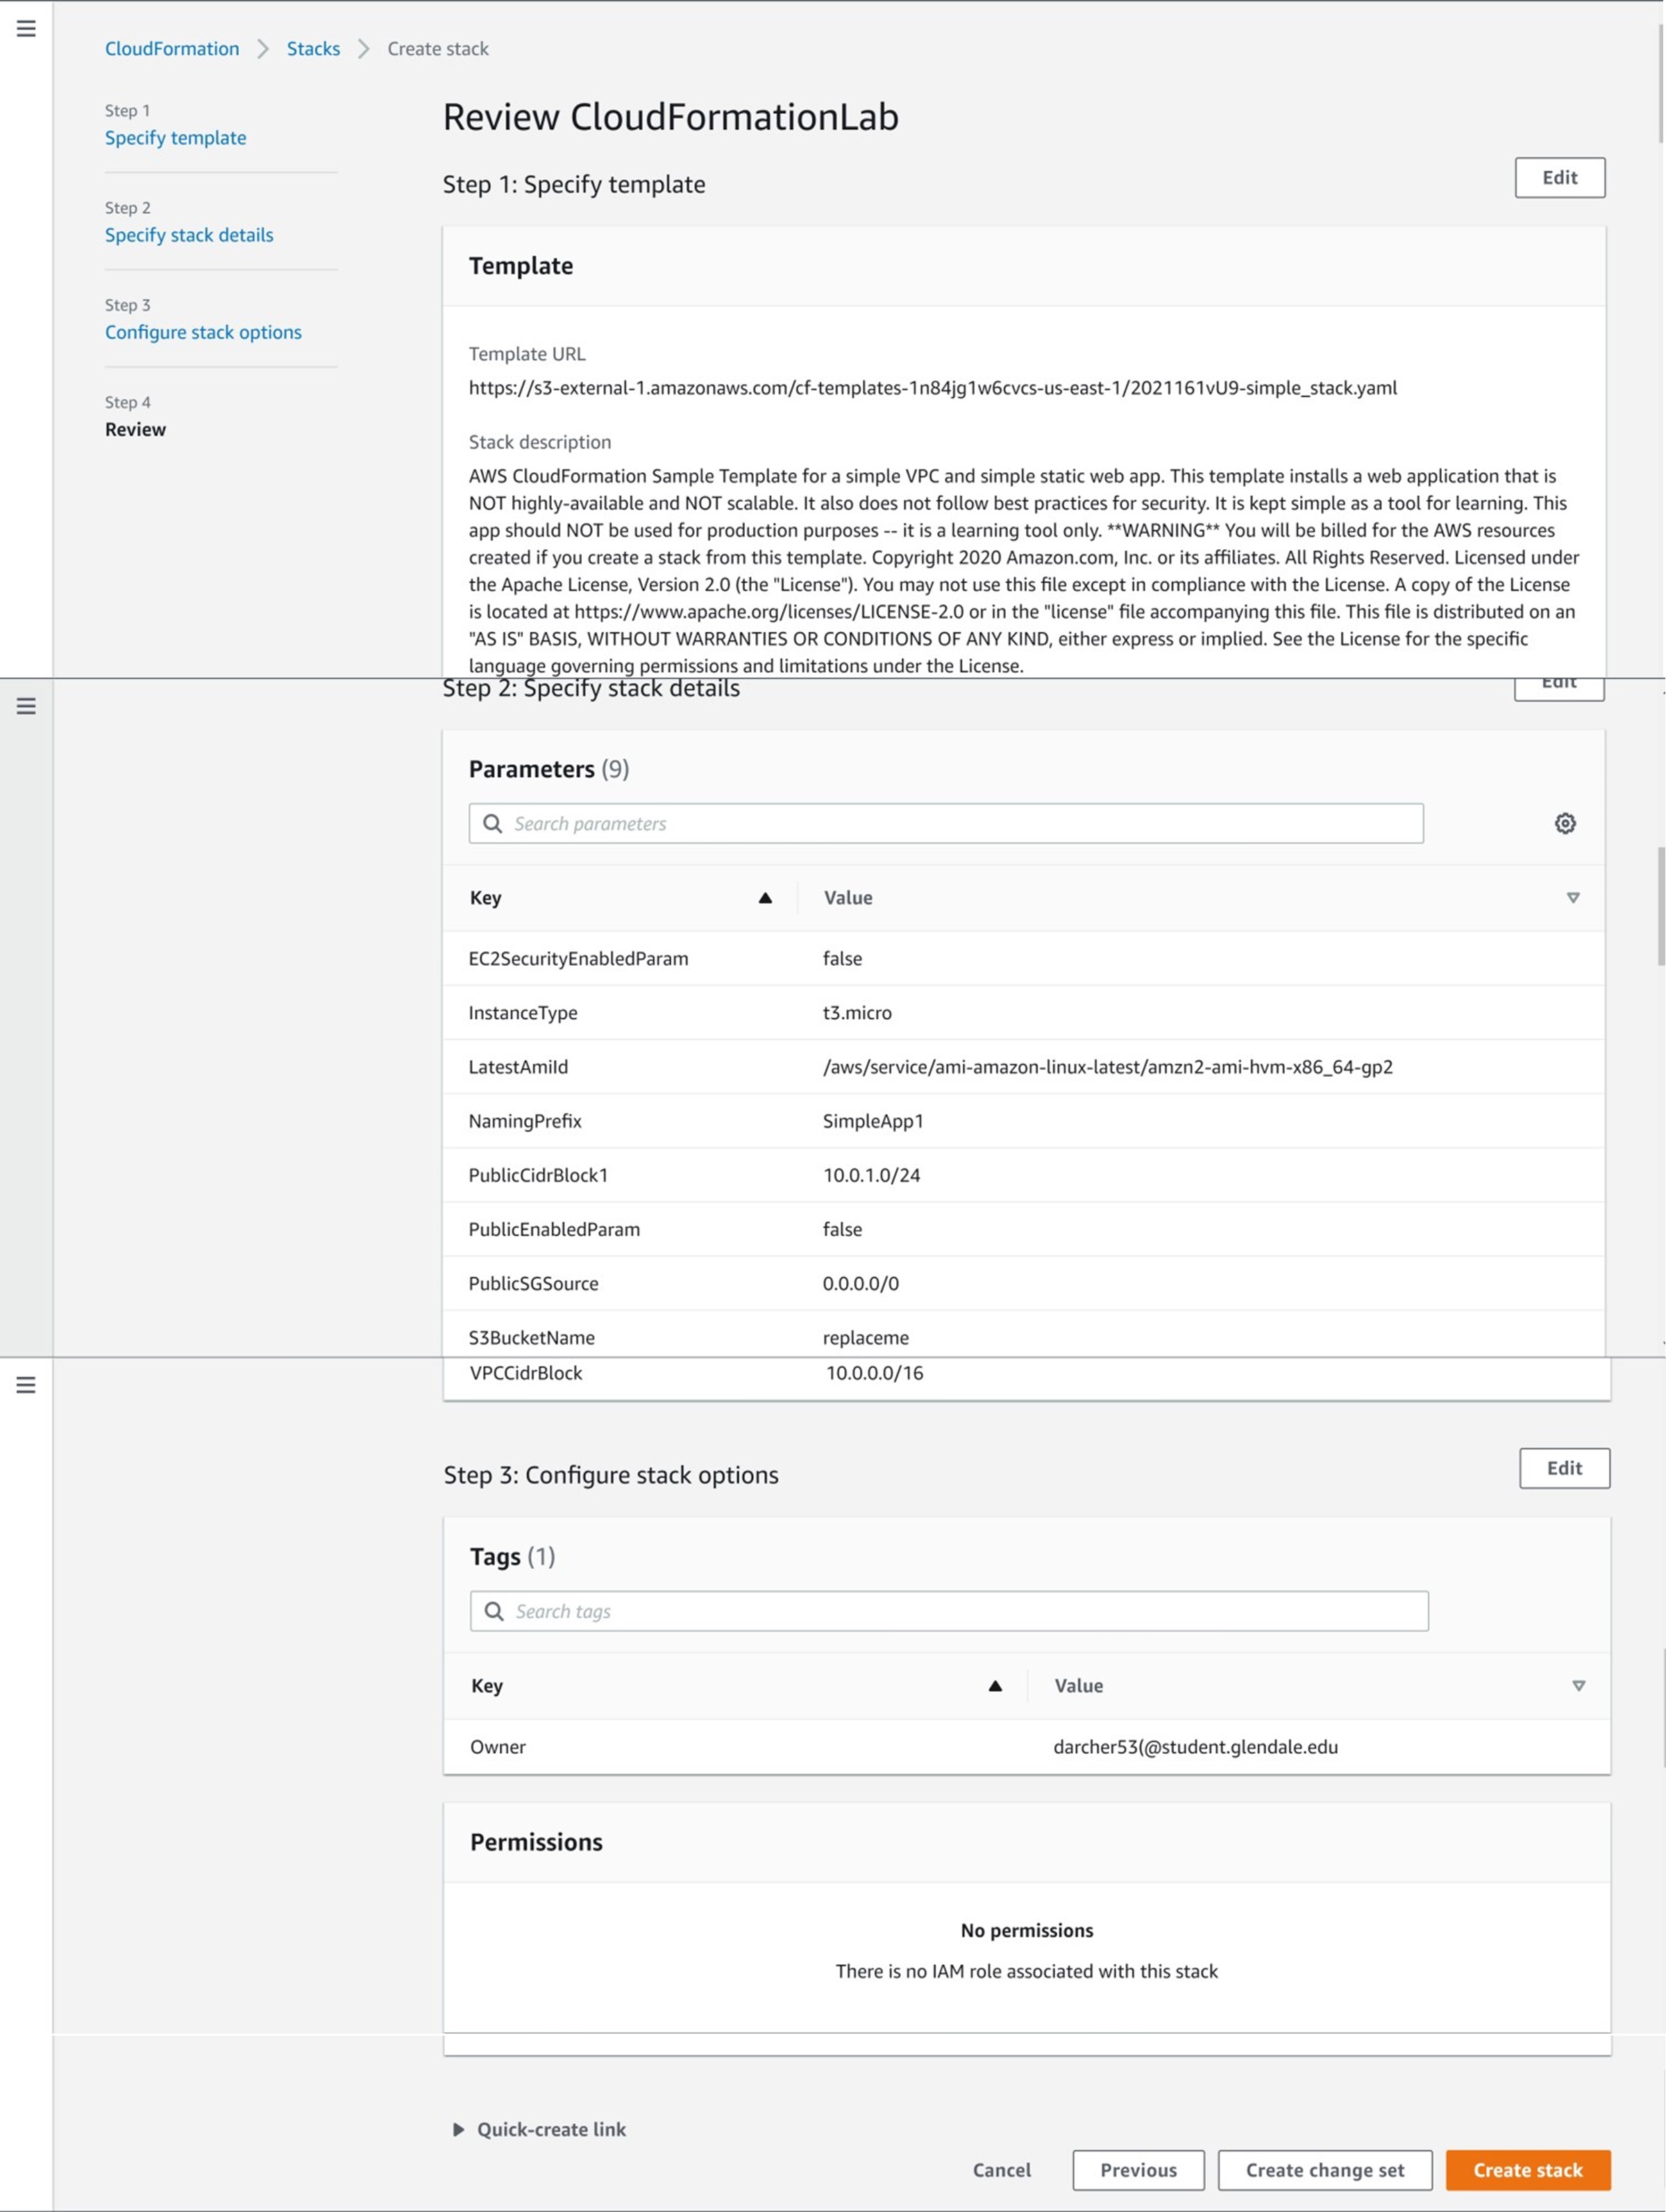 CloudFormation > Stacks > Create stack
Step 1
Specify template
Step 2
Specify stack details
Step 3
Configure stack options
Step 4
Review
Review CloudFormationLab
Step 1: Specify template
Edit
Template
Template URL
https://s3-external-1.amazonaws.com/cf-templates-1n84jg1w6cvcs-us-east-1/2021161vU9-simple_stack.yaml
Stack description
AWS CloudFormation Sample Template for a simple VPC and simple static web app. This template installs a web application that is
NOT highly-available and NOT scalable. It also does not follow best practices for security. It is kept simple as a tool for learning. This
app should NOT be used for production purposes -- it is a learning tool only. **WARNING** You will be billed for the AWS resources
created if you create a stack from this template. Copyright 2020 Amazon.com, Inc. or its affiliates. All Rights Reserved. Licensed under
the Apache License, Version 2.0 (the "License"). You may not use this file except in compliance with the License. A copy of the License
is located at https://www.apache.org/licenses/LICENSE-2.0 or in the "license" file accompanying this file. This file is distributed on an
"AS IS" BASIS, WITHOUT WARRANTIES OR CONDITIONS OF ANY KIND, either express or implied. See the License for the specific
language governing permissions and limitations under the License.
Step 2: Specify stack details
Edit
Parameters (9)
Search parameters
Key Value
EC2SecurityEnabledParam false
InstanceType t3.micro
LatestAmiId /aws/service/ami-amazon-linux-latest/amzn2-ami-hvm-x86_64-gp2
NamingPrefix SimpleApp1
PublicCidrBlock1 10.0.1.0/24
PublicEnabledParam false
PublicSGSource 0.0.0.0/0
S3BucketName replaceme
VPCCidrBlock 10.0.0.0/16
Step 3: Configure stack options
Edit
Tags (1)
Search tags
Key Value
Owner darcher53(@student.glendale.edu
Permissions
No permissions
There is no IAM role associated with this stack
Quick-create link
Cancel Previous Create change set Create stack